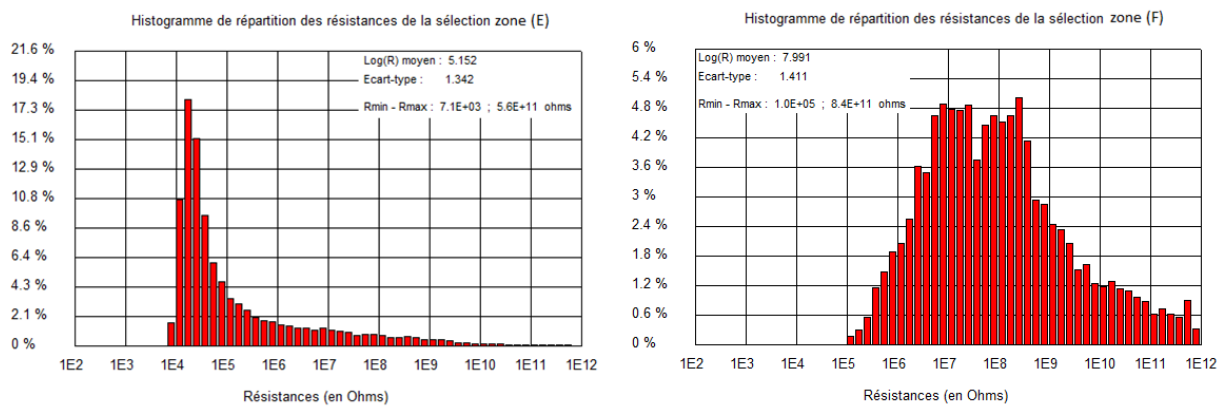 Histogramme de répartition des résistances de la sélection zone (E)
21.6 %
19.4 %
17.3 %
15.1 %
12.9 %
10.8 %
8.6 %
6.4 %
4.3 %
2.1 %
0 %
Log(R) moyen : 5.152
Ecart-type : 1.342
Rmin - Rmax : 7.1E+03 ; 5.6E+11 ohms
1E2 1E3 1E4 1E5 1E6 1E7 1E8 1E9 1E10 1E11 1E12
Résistances (en Ohms)
Histogramme de répartition des résistances de la sélection zone (F)
6 %
5.4 %
4.8 %
4.2 %
3.6 %
3 %
2.4 %
1.8 %
1.2 %
0.6 %
0 %
Log(R) moyen : 7.991
Ecart-type : 1.411
Rmin - Rmax : 1.0E+05 ; 8.4E+11 ohms
1E2 1E3 1E4 1E5 1E6 1E7 1E8 1E9 1E10 1E11 1E12
Résistances (en Ohms)